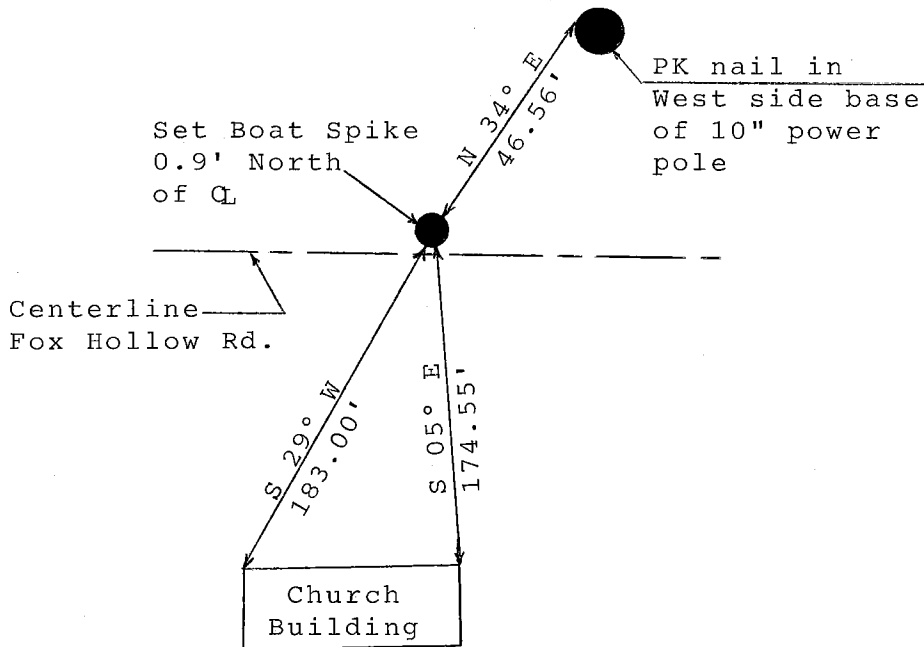 PK nail in
West side base
of 10" power
pole
N 34° E
46.56'
Set Boat Spike
0.9' North
of ℄
Centerline
Fox Hollow Rd.
S 29° W
183.00'
S 05° E
174.55'
Church
Building